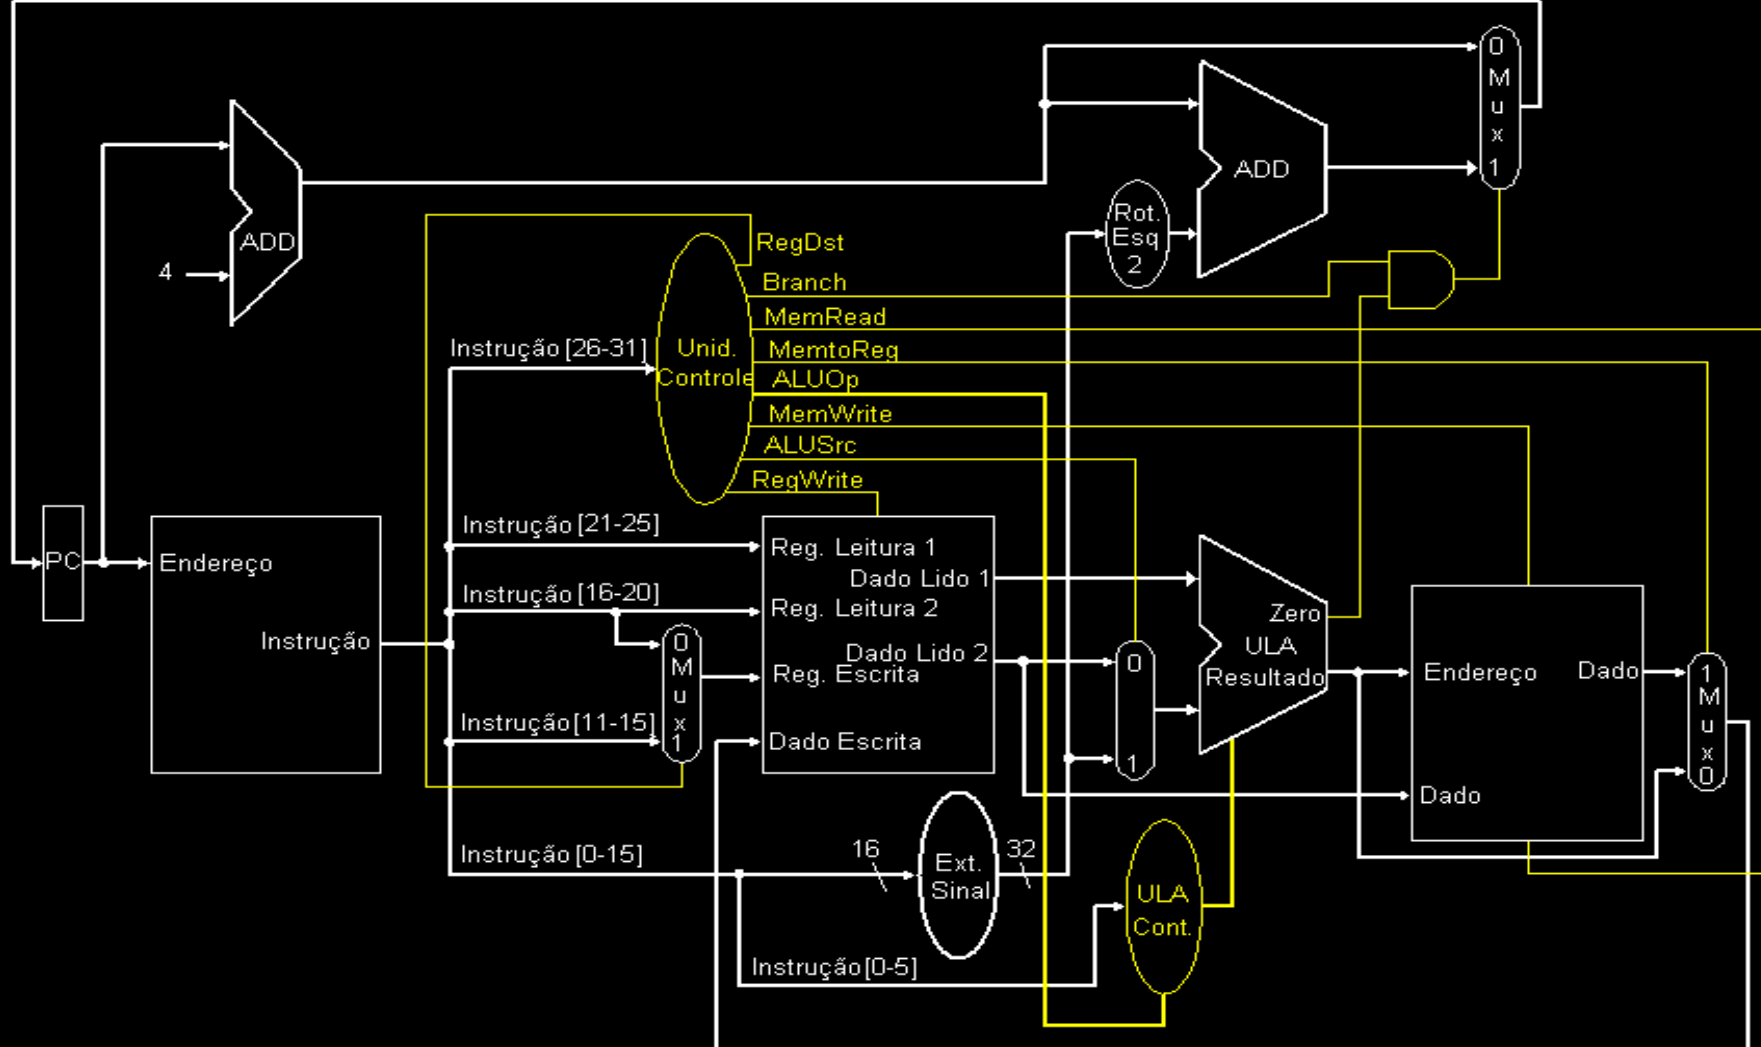 0
M
u
x
1
ADD
Rot.
Esq
2
ADD
4
RegDst
Branch
MemRead
MemtoReg
ALUOp
MemWrite
ALUSrc
RegWrite
Unid.
Controle
Instrução [26-31]
Instrução [21-25]
Instrução [16-20]
Instrução [11-15]
Instrução [0-15]
Instrução [0-5]
PC
Endereço
Instrução
0
M
u
x
1
Reg. Leitura 1
Dado Lido 1
Reg. Leitura 2
Dado Lido 2
Reg. Escrita
Dado Escrita
0
1
Zero
ULA
Resultado
Endereço
Dado
Dado
1
M
u
x
0
16
Ext.
Sinal
32
ULA
Cont.